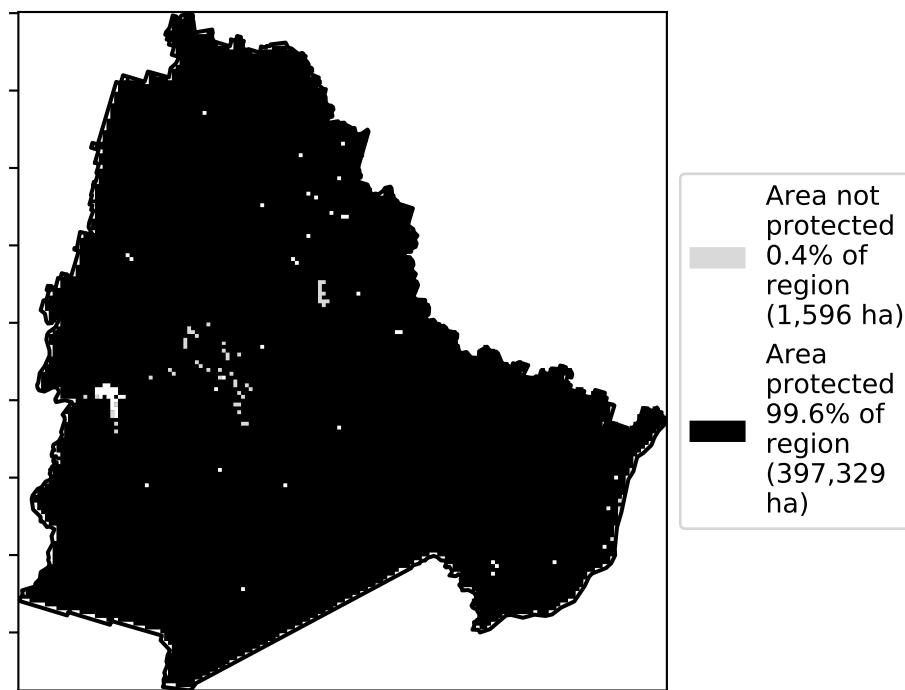 Area not
protected
0.4% of
region
(1,596 ha)
Area
protected
99.6% of
region
(397,329
ha)